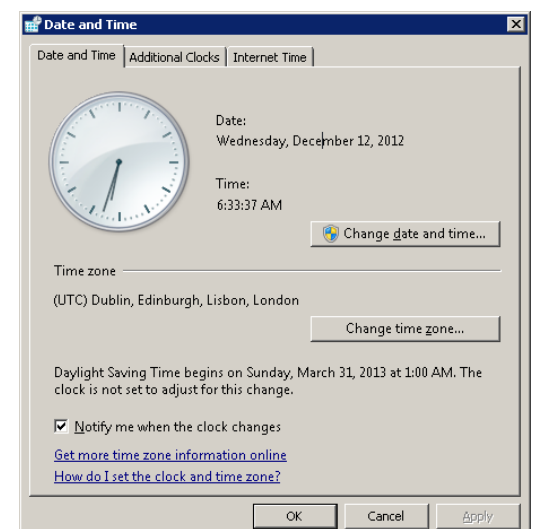 Date and Time
Date and Time
Additional Clocks
Internet Time
Date:
Wednesday, December 12, 2012
Time:
6:33:37 AM
Change date and time...
Time zone
(UTC) Dublin, Edinburgh, Lisbon, London
Change time zone...
Daylight Saving Time begins on Sunday, March 31, 2013 at 1:00 AM. The
clock is not set to adjust for this change.
Notify me when the clock changes
Get more time zone information online
How do I set the clock and time zone?
OK
Cancel
Apply